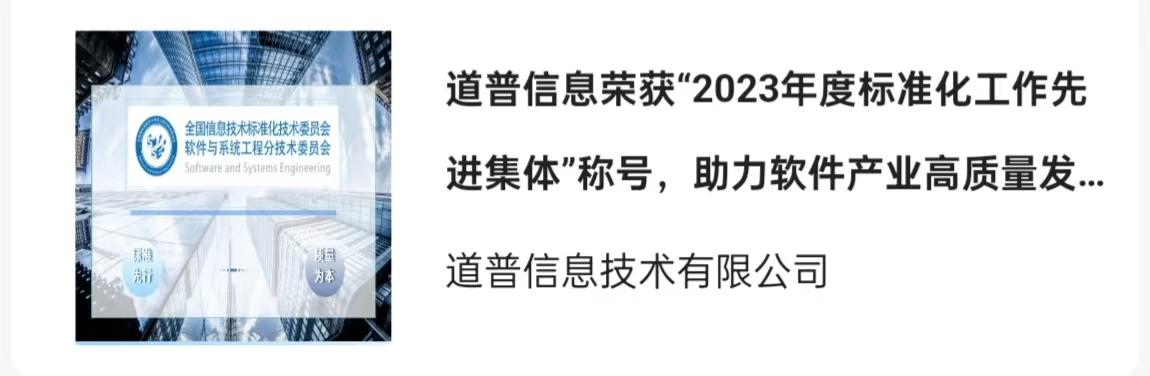 全国信息技术标准化技术委员会
软件与系统工程分技术委员会
Software and Systems Engineering
标准
先行
质量
为本
道普信息荣获“2023年度标准化工作先
进集体”称号，助力软件产业高质量发...
道普信息技术有限公司